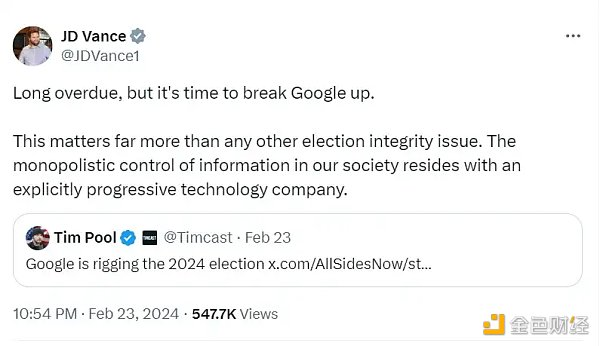 JD Vance
@JDVance1
Long overdue, but it's time to break Google up.
This matters far more than any other election integrity issue. The
monopolistic control of information in our society resides with an
explicitly progressive technology company.
Tim Pool TIMCAST @Timcast · Feb 23
Google is rigging the 2024 election x.com/AllSidesNow/st...
10:54 PM · Feb 23, 2024 · 547.7K Views
金色财经